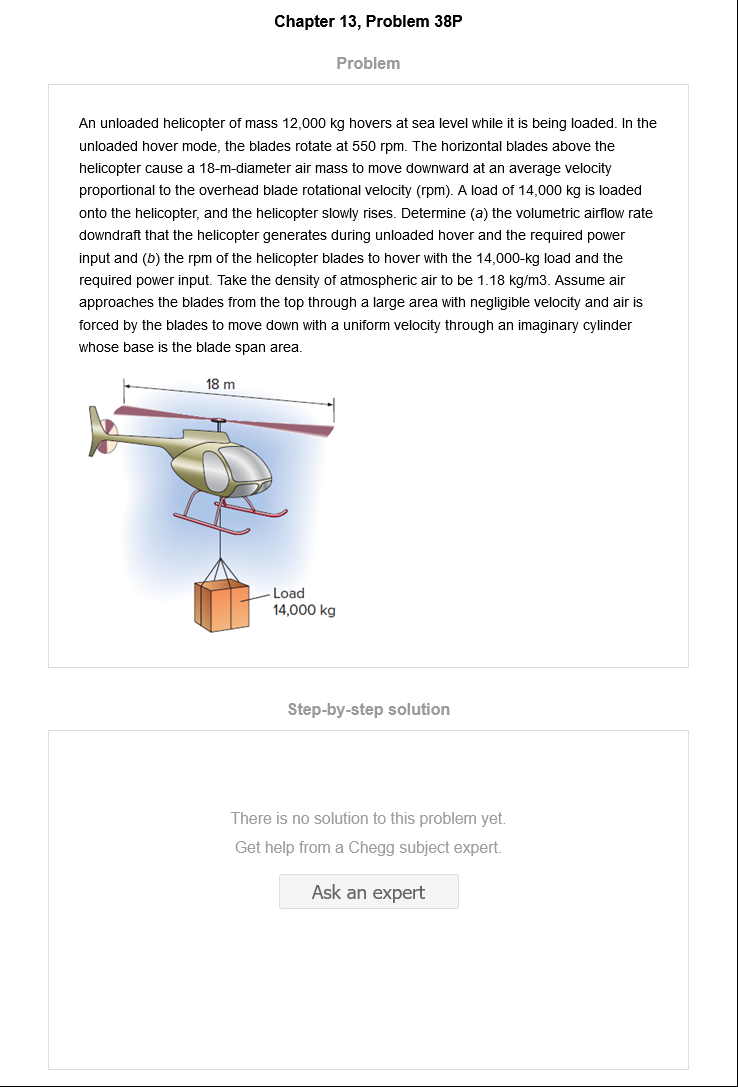 Chapter 13, Problem 38P
Problem
An unloaded helicopter of mass 12,000 kg hovers at sea level while it is being loaded. In the
unloaded hover mode, the blades rotate at 550 rpm. The horizontal blades above the
helicopter cause a 18-m-diameter air mass to move downward at an average velocity
proportional to the overhead blade rotational velocity (rpm). A load of 14,000 kg is loaded
onto the helicopter, and the helicopter slowly rises. Determine (a) the volumetric airflow rate
downdraft that the helicopter generates during unloaded hover and the required power
input and (b) the rpm of the helicopter blades to hover with the 14,000-kg load and the
required power input. Take the density of atmospheric air to be 1.18 kg/m3. Assume air
approaches the blades from the top through a large area with negligible velocity and air is
forced by the blades to move down with a uniform velocity through an imaginary cylinder
whose base is the blade span area.
18 m
Load
14,000 kg
Step-by-step solution
There is no solution to this problem yet.
Get help from a Chegg subject expert.
Ask an expert